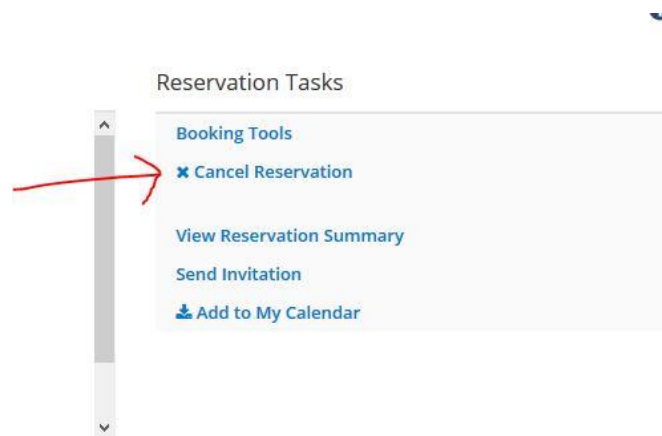 Reservation Tasks
Booking Tools
Cancel Reservation
View Reservation Summary
Send Invitation
Add to My Calendar